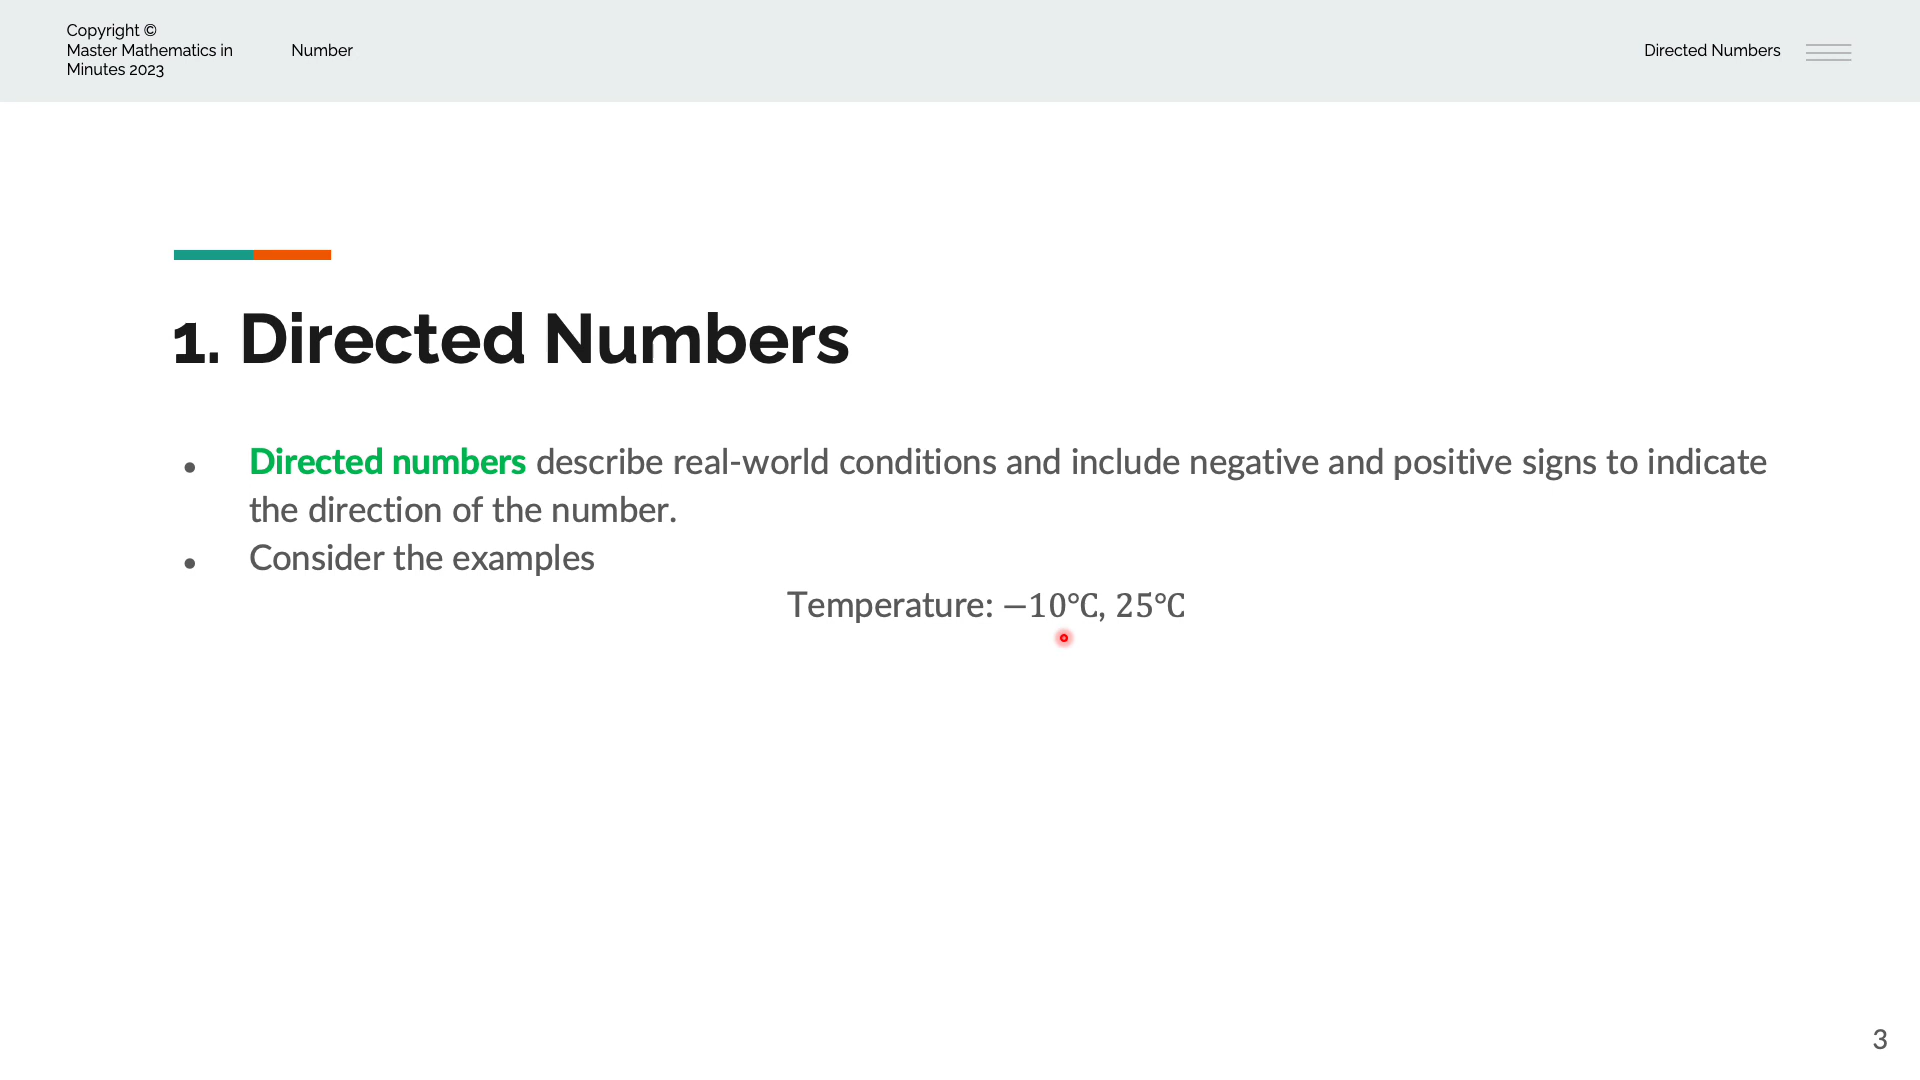 Copyright ©
Master Mathematics in
Minutes 2023
Number
Directed Numbers
1. Directed Numbers
• Directed numbers describe real-world conditions and include negative and positive signs to indicate
the direction of the number.
• Consider the examples
Temperature: −10℃, 25℃
3